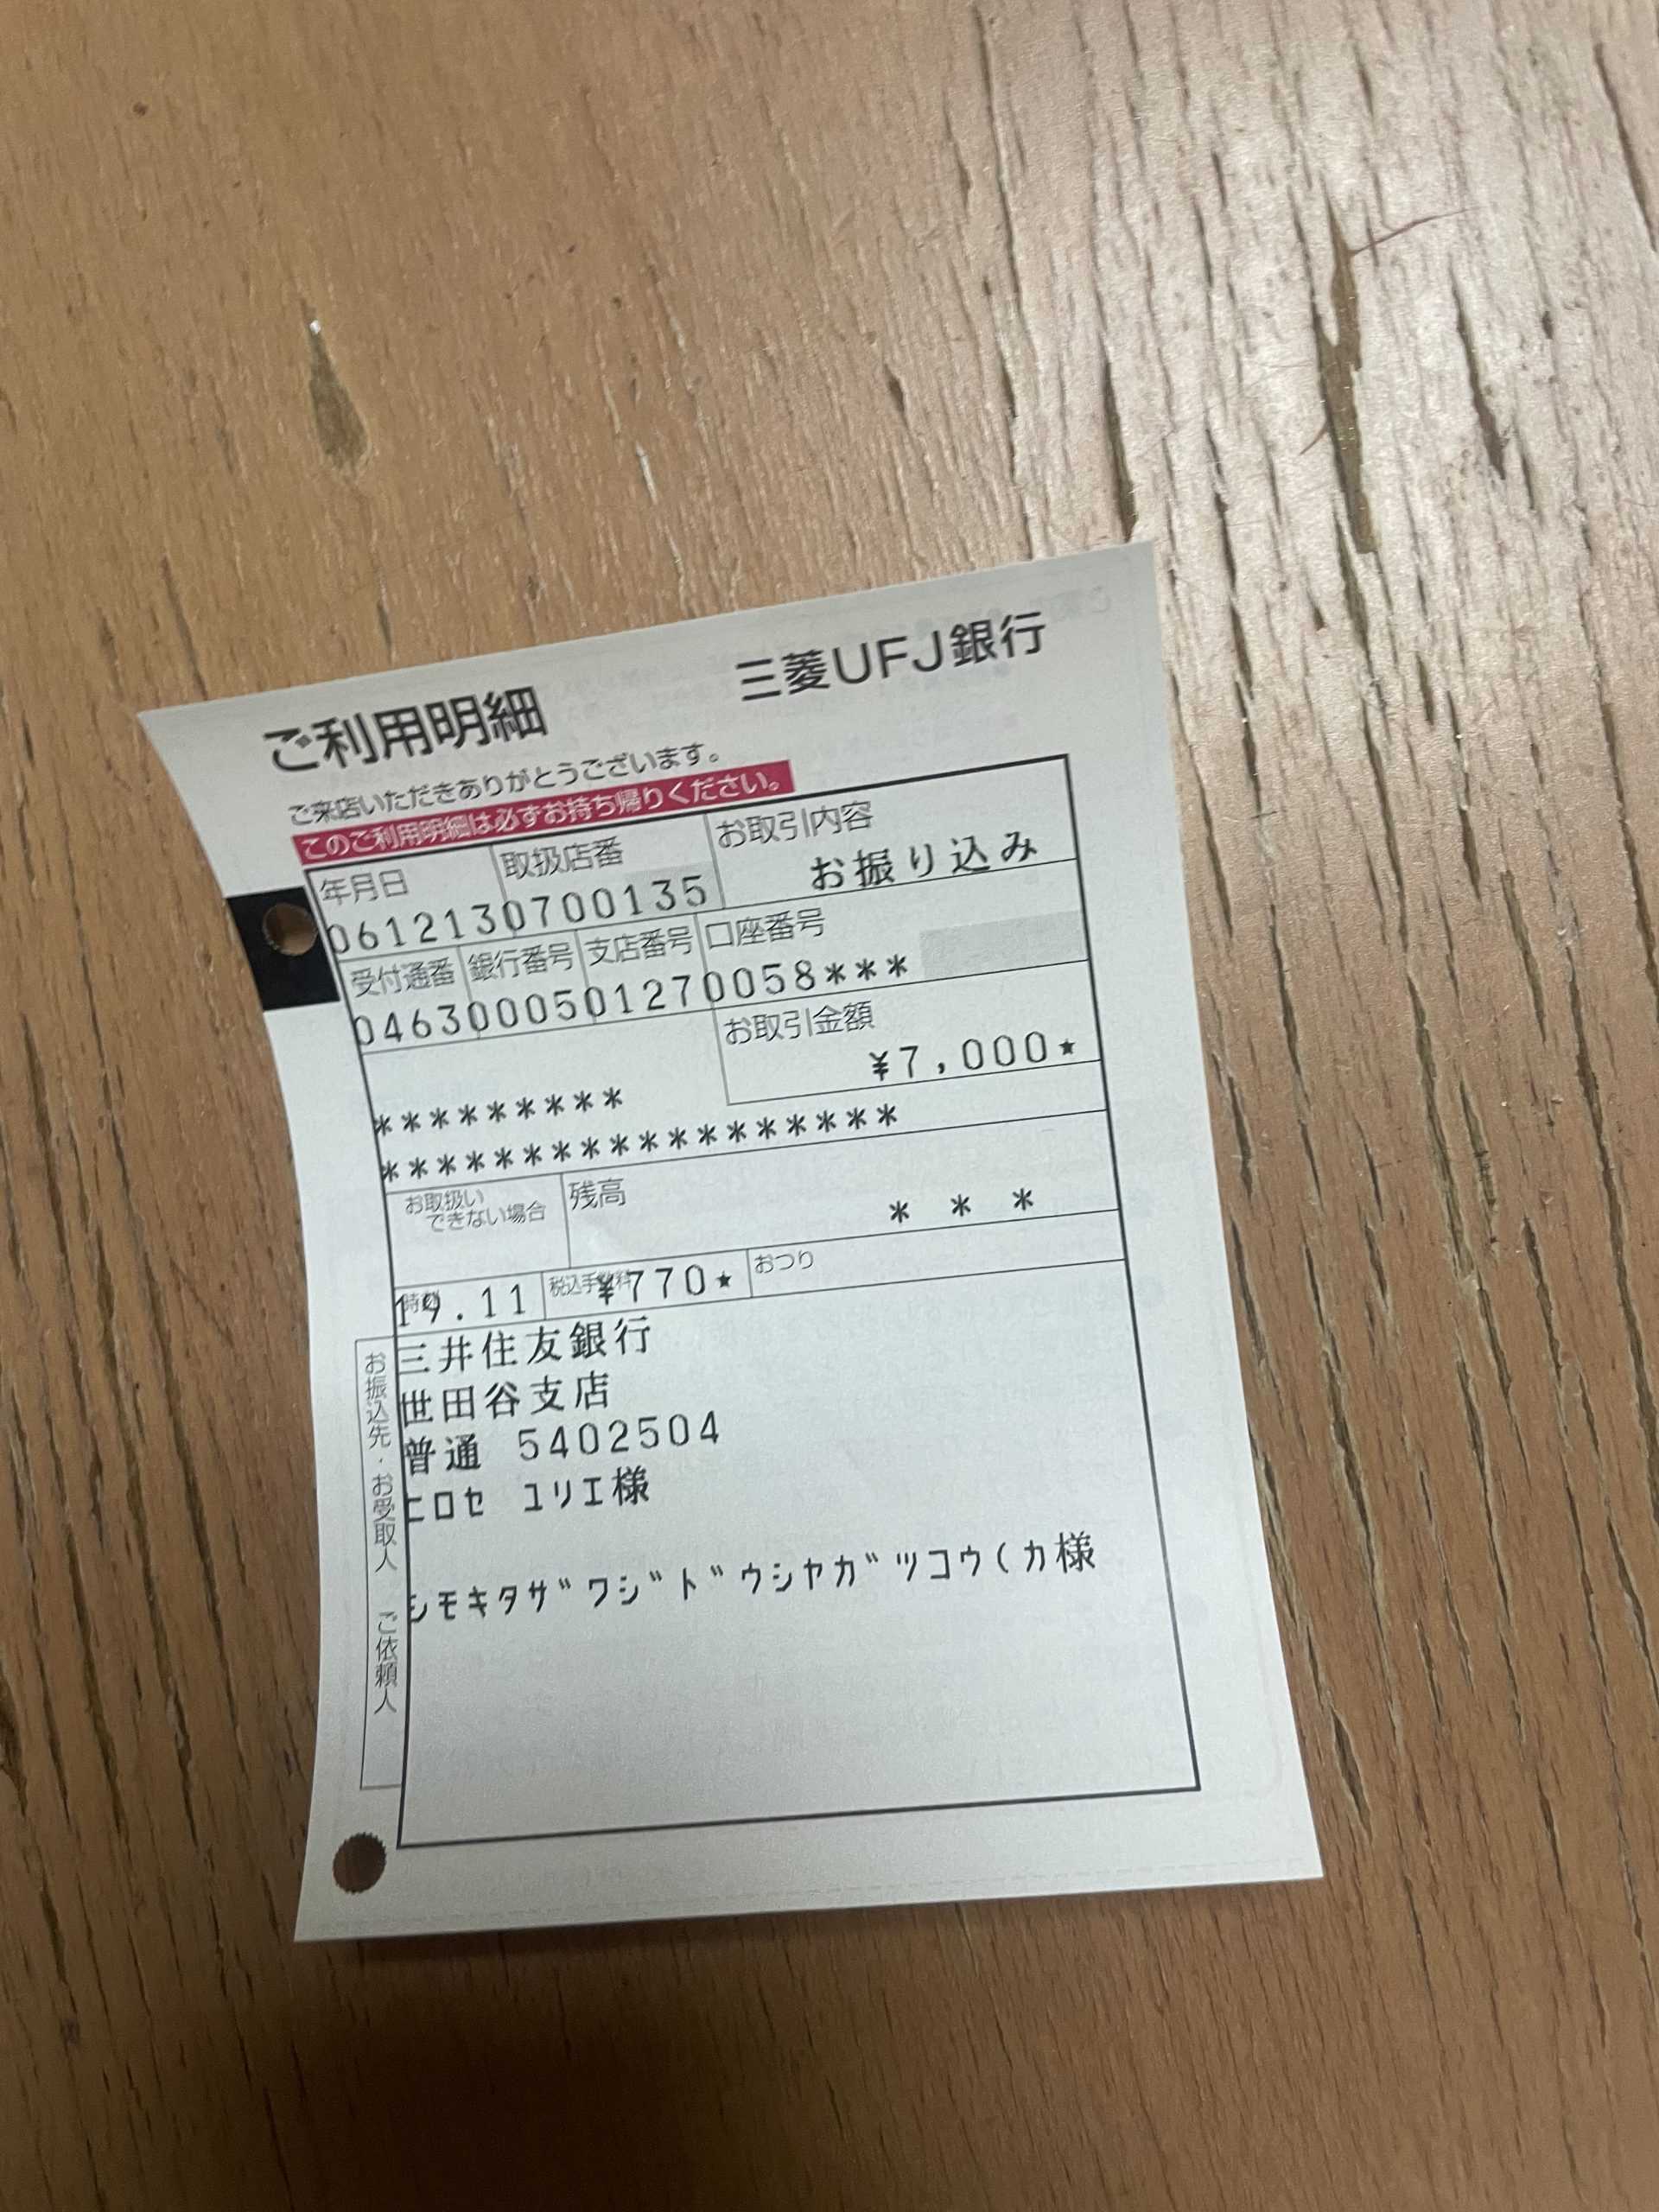 ご利用明細 三菱UFJ銀行
ご来店いただきありがとうございます。
このご利用明細は必ずお持ち帰りください。
年月日 取扱店番 お取引内容
0612130700135 お振り込み
受付通番 銀行番号 支店番号 口座番号
0463000501270058***
お取引金額
¥7,000★
*********
******************
お取扱い
できない場合
残高
* * *
時刻 税込手数料 おつり
19.11 ¥770★
お振込先・お受取人 ご依頼人
三井住友銀行
世田谷支店
普通 5402504
ヒロセ ユリエ様
シモキタザワジドウシヤガツコウ(カ様